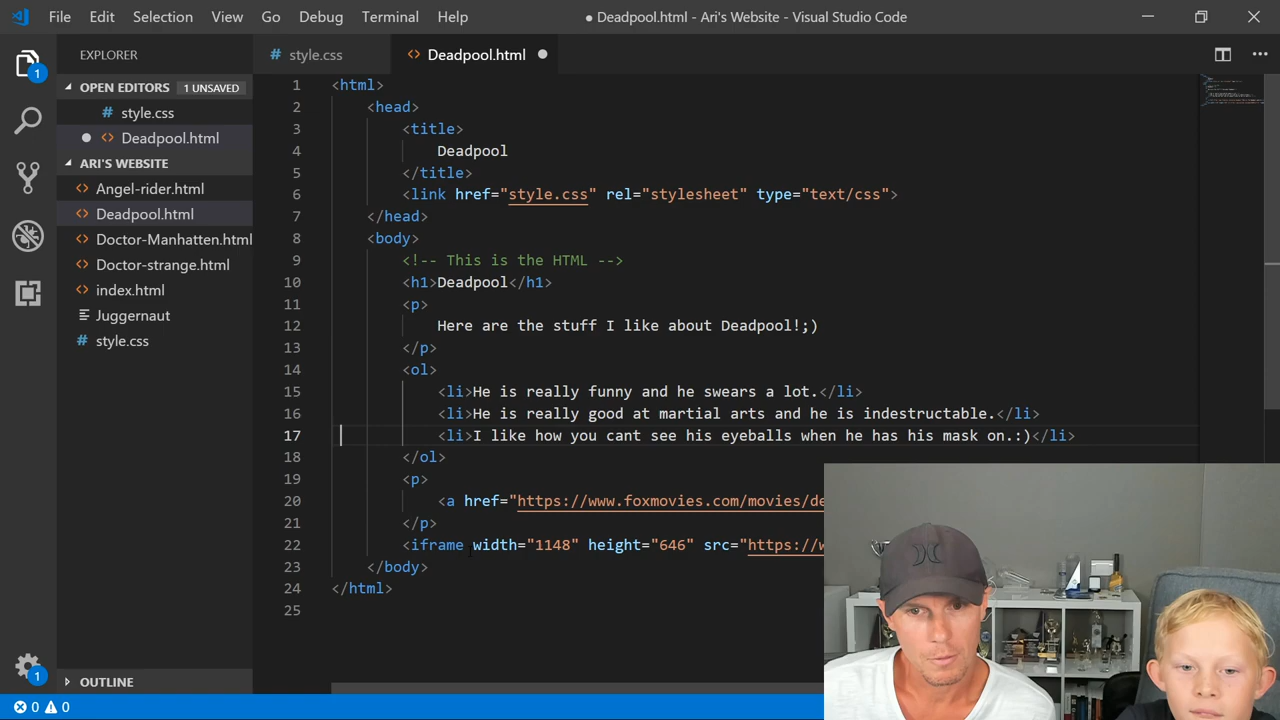 File Edit Selection View Go Debug Terminal Help
● Deadpool.html - Ari's Website - Visual Studio Code
EXPLORER
OPEN EDITORS 1 UNSAVED
# style.css
● <> Deadpool.html
ARI'S WEBSITE
<> Angel-rider.html
<> Deadpool.html
<> Doctor-Manhatten.html
<> Doctor-strange.html
<> index.html
Juggernaut
# style.css
OUTLINE
1
1
# style.css
<> Deadpool.html ●
1 <html>
2 <head>
3 <title>
4 Deadpool
5 </title>
6 <link href="style.css" rel="stylesheet" type="text/css">
7 </head>
8 <body>
9 <!-- This is the HTML -->
10 <h1>Deadpool</h1>
11 <p>
12 Here are the stuff I like about Deadpool!;)
13 </p>
14 <ol>
15 <li>He is really funny and he swears a lot.</li>
16 <li>He is really good at martial arts and he is indestructable.</li>
17 <li>I like how you cant see his eyeballs when he has his mask on.:)</li>
18 </ol>
19 <p>
20 <a href="https://www.foxmovies.com/movies/de
21 </p>
22 <iframe width="1148" height="646" src="https://w
23 </body>
24 </html>
25
0 0